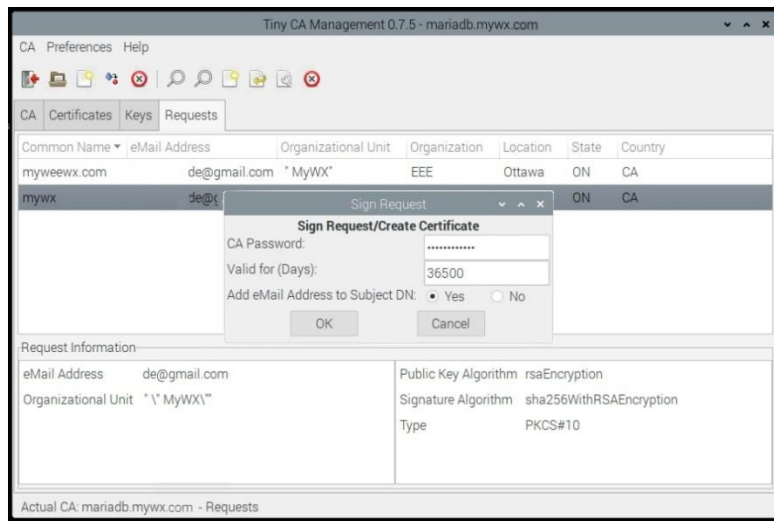 Tiny CA Management 0.7.5 - mariadb.mywx.com
CA Preferences Help
CA Certificates Keys Requests
Common Name eMail Address Organizational Unit Organization Location State Country
myweewx.com de@gmail.com " MyWX" EEE Ottawa ON CA
mywx de@g ON CA
Sign Request
Sign Request/Create Certificate
CA Password: ••••••••••••
Valid for (Days): 36500
Add eMail Address to Subject DN: Yes No
OK Cancel
Request Information
eMail Address de@gmail.com
Organizational Unit " \" MyWX\""
Public Key Algorithm rsaEncryption
Signature Algorithm sha256WithRSAEncryption
Type PKCS#10
Actual CA: mariadb.mywx.com - Requests